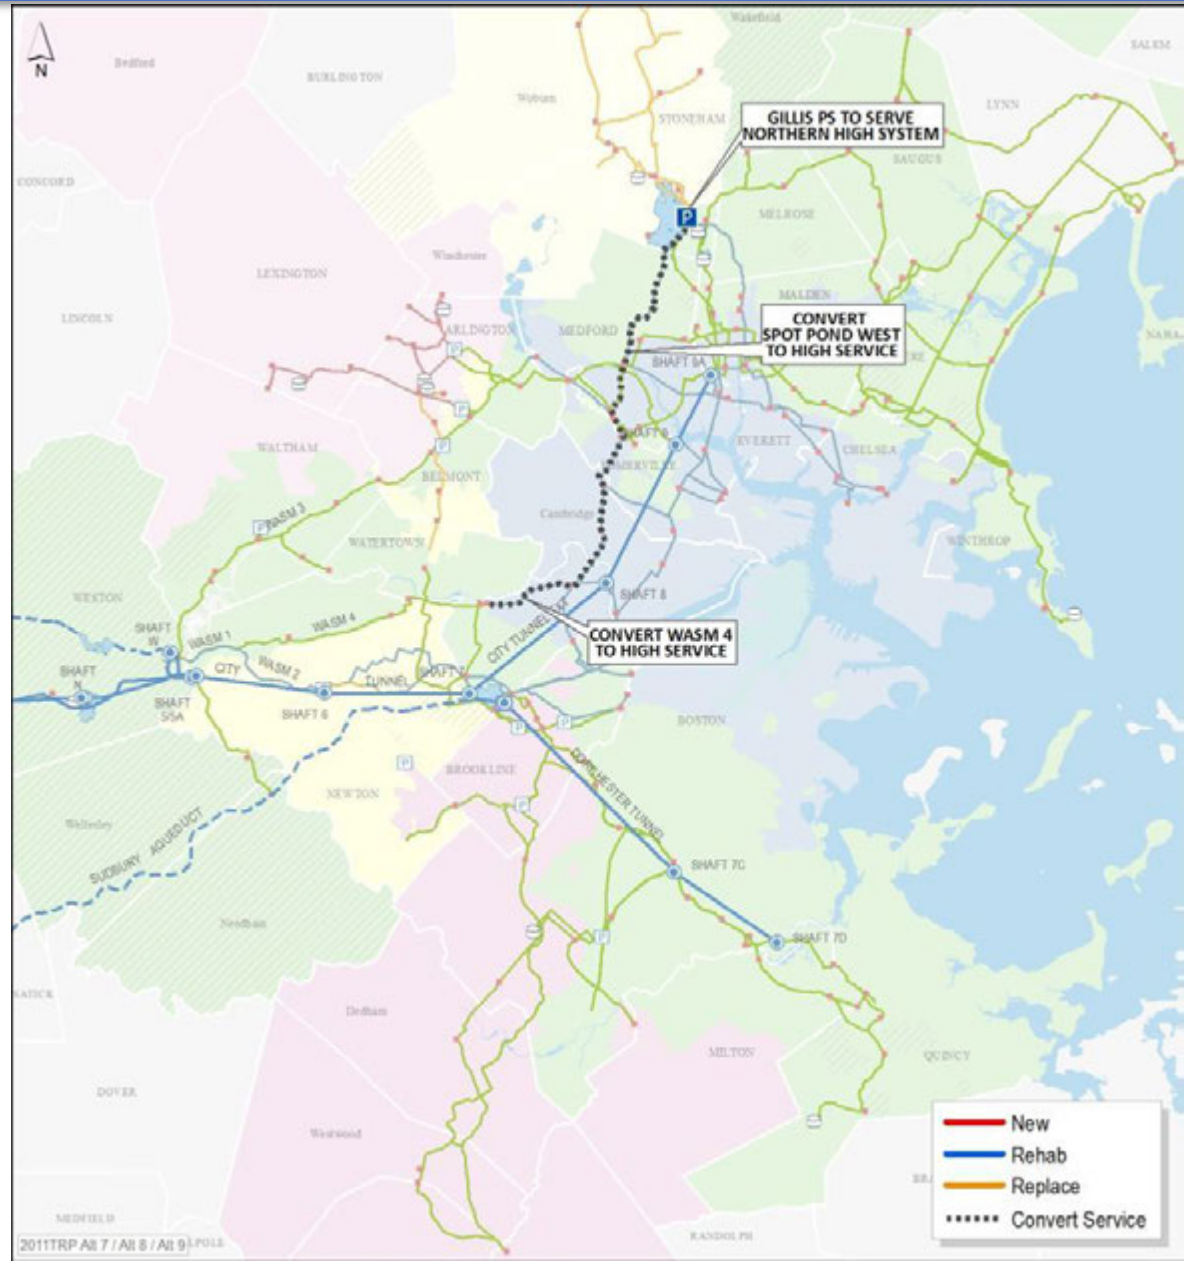 Wakefield
SALEM
Bedford
BURLINGTON
Woburn
LYNN
N
STONEHAM
GILLIS PS TO SERVE
NORTHERN HIGH SYSTEM
SAUGUS
P
CONCORD
MELROSE
LEXINGTON
Winchester
MALDEN
LINCOLN
ARLINGTON
MEDFORD
CONVERT
SPOT POND WEST
TO HIGH SERVICE
SHAFT 9A
P
WALTHAM
P
EVERETT
CHELSEA
BELMONT
SOMERVILLE
Cambridge
WASM 3
P
WATERTOWN
WINTHROP
WESTON
SHAFT 8
SHAFT
W
WASM 1
WASM 4
CONVERT WASM 4
TO HIGH SERVICE
CITY
WASM 2
TUNNEL
CITY TUNNEL
SHAFT
N
SHAFT
5/5A
SHAFT 6
P
P
BOSTON
P
BROOKLINE
NEWTON
P
DORCHESTER TUNNEL
Wellesley
SUDBURY AQUEDUCT
SHAFT 7C
Needham
P
SHAFT 7D
NATICK
Dedham
MILTON
QUINCY
DOVER
Westwood
New
Rehab
Replace
Convert Service
MEDFIELD
RANDOLPH
2011TRP Alt 7 / Alt 8 / Alt 9